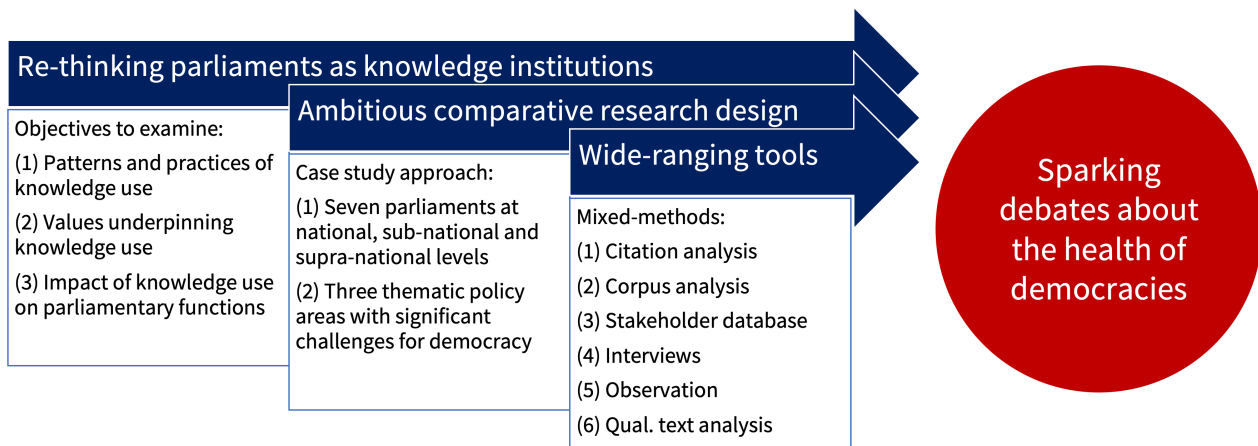 Re-thinking parliaments as knowledge institutions
Objectives to examine:
(1) Patterns and practices of
knowledge use
(2) Values underpinning
knowledge use
(3) Impact of knowledge use
on parliamentary functions
Ambitious comparative research design
Case study approach:
(1) Seven parliaments at
national, sub-national and
supra-national levels
(2) Three thematic policy
areas with significant
challenges for democracy
Wide-ranging tools
Mixed-methods:
(1) Citation analysis
(2) Corpus analysis
(3) Stakeholder database
(4) Interviews
(5) Observation
(6) Qual. text analysis
Sparking
debates about
the health of
democracies